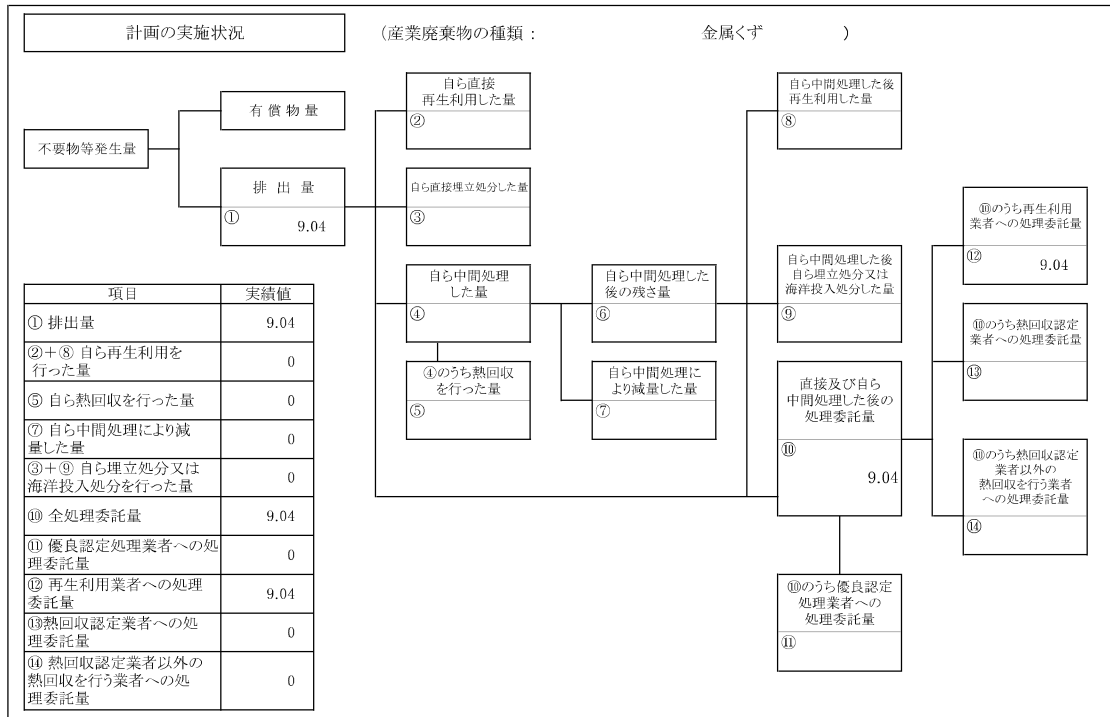 計画の実施状況
(産業廃棄物の種類： 金属くず )
不要物等発生量
有 償 物 量
排 出 量
①
9.04
自ら直接
再生利用した量
②
自ら直接埋立処分した量
③
自ら中間処理
した量
④
④のうち熱回収
を行った量
⑤
自ら中間処理した
後の残さ量
⑥
自ら中間処理に
より減量した量
⑦
自ら中間処理した後
再生利用した量
⑧
自ら中間処理した後
自ら埋立処分又は
海洋投入処分した量
⑨
直接及び自ら
中間処理した後の
処理委託量
⑩
9.04
⑩のうち優良認定
処理業者への
処理委託量
⑪
⑩のうち再生利用
業者への処理委託量
⑫
9.04
⑩のうち熱回収認定
業者への処理委託量
⑬
⑩のうち熱回収認定
業者以外の
熱回収を行う業者
への処理委託量
⑭
項目 実績値
① 排出量 9.04
②＋⑧ 自ら再生利用を
行った量 0
⑤ 自ら熱回収を行った量 0
⑦ 自ら中間処理により減
量した量 0
③＋⑨ 自ら埋立処分又は
海洋投入処分を行った量 0
⑩ 全処理委託量 9.04
⑪ 優良認定処理業者への処
理委託量 0
⑫ 再生利用業者への処理
委託量 9.04
⑬熱回収認定業者への処
理委託量 0
⑭ 熱回収認定業者以外の
熱回収を行う業者への処
理委託量 0